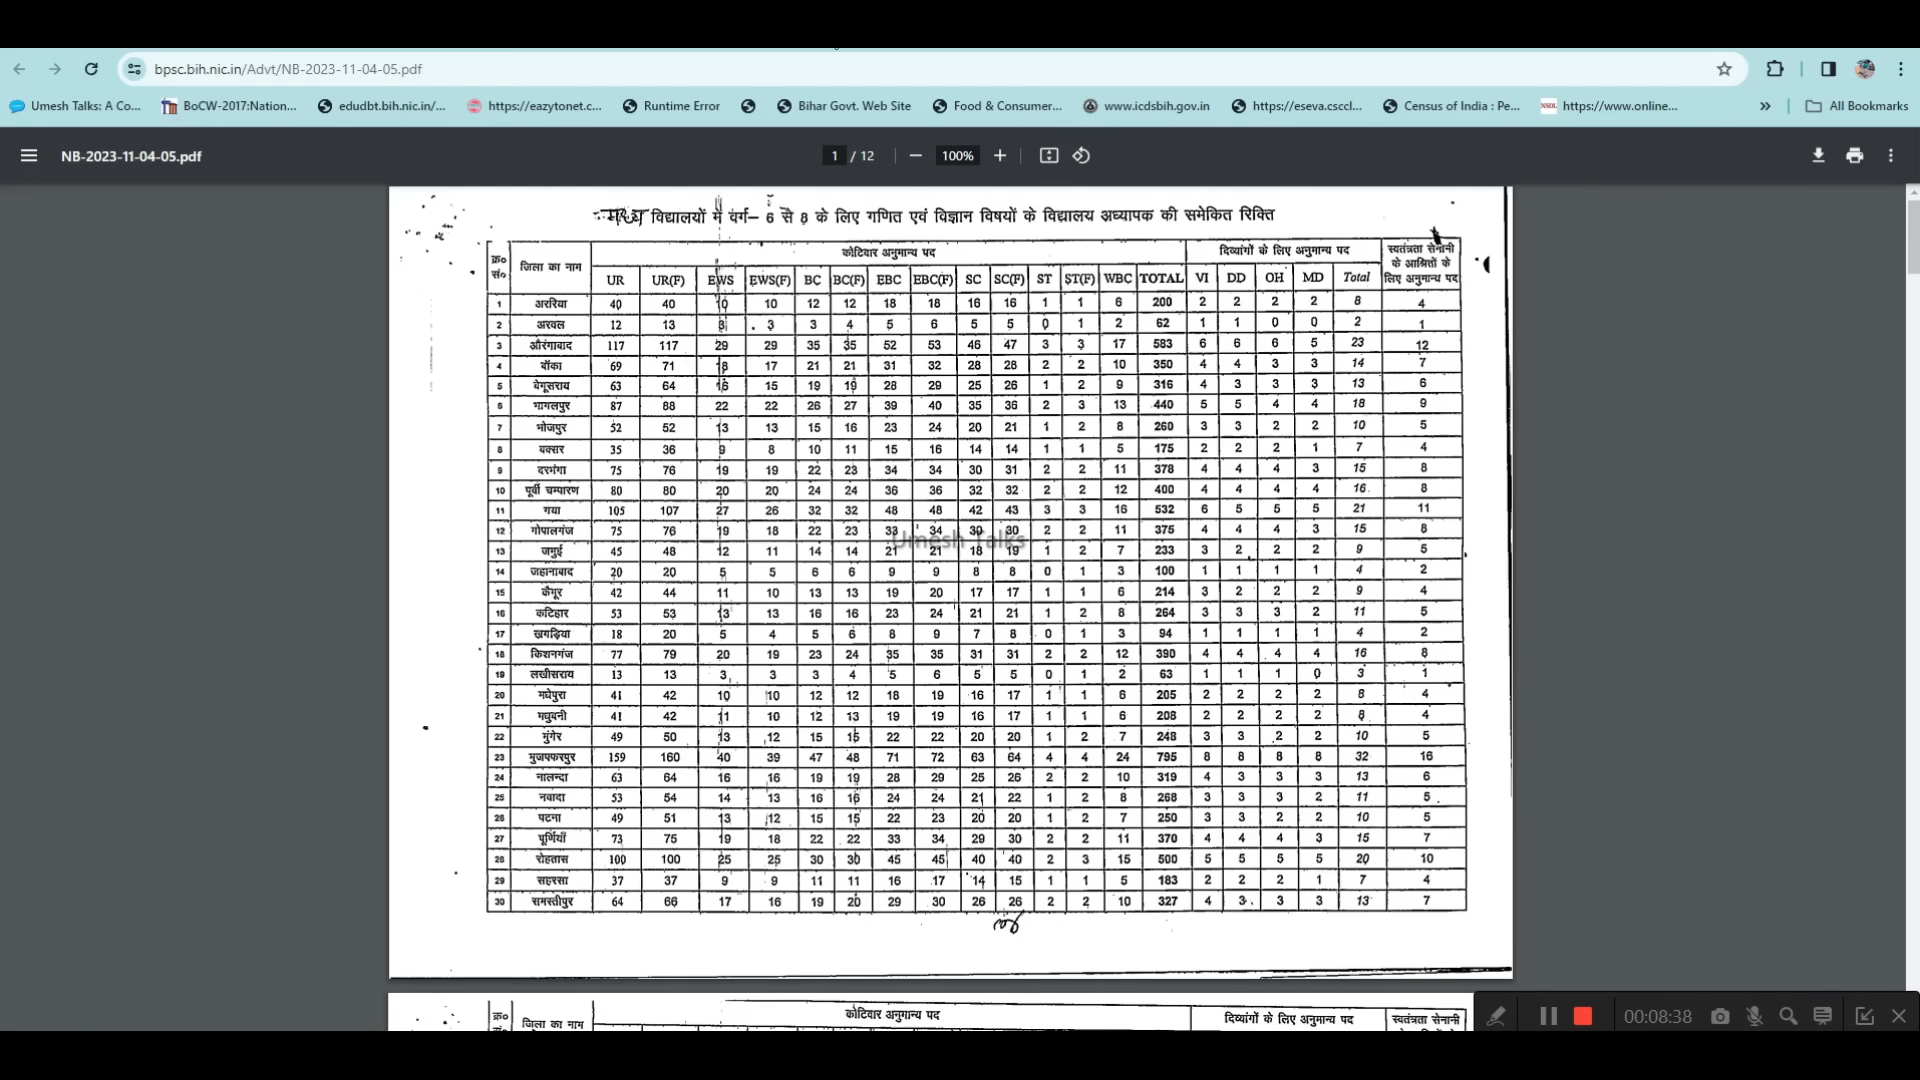 bpsc.bih.nic.in/Advt/NB-2023-11-04-05.pdf
Umesh Talks: A Co... BoCW-2017:Nation... edudbt.bih.nic.in/... https://eazytonet.c... Runtime Error Bihar Govt. Web Site Food & Consumer... www.icdsbih.gov.in https://eseva.csccl... Census of India : Pe... NSDL https://www.online... » All Bookmarks
NB-2023-11-04-05.pdf 1 / 12 — 100% +
मध्य विद्यालयों में वर्ग– 6 से 8 के लिए गणित एवं विज्ञान विषयों के विद्यालय अध्यापक की समेकित रिक्ति
क्र० सं० जिला का नाम कोटिवार अनुमान्य पद दिव्यांगों के लिए अनुमान्य पद स्वतंत्रता सेनानी के आश्रितों के लिए अनुमान्य पद
UR UR(F) EWS EWS(F) BC BC(F) EBC EBC(F) SC SC(F) ST ST(F) WBC TOTAL VI DD OH MD Total
1 अररिया 40 40 10 10 12 12 18 18 16 16 1 1 6 200 2 2 2 2 8 4
2 अरवल 12 13 3 3 3 4 5 6 5 5 0 1 2 62 1 1 0 0 2 1
3 औरंगाबाद 117 117 29 29 35 35 52 53 46 47 3 3 17 583 6 6 6 5 23 12
4 बाँका 69 71 18 17 21 21 31 32 28 28 2 2 10 350 4 4 3 3 14 7
5 बेगूसराय 63 64 16 15 19 19 28 29 25 26 1 2 9 316 4 3 3 3 13 6
6 भागलपुर 87 88 22 22 26 27 39 40 35 36 2 3 13 440 5 5 4 4 18 9
7 भोजपुर 52 52 13 13 15 16 23 24 20 21 1 2 8 260 3 3 2 2 10 5
8 बक्सर 35 36 9 8 10 11 15 16 14 14 1 1 5 175 2 2 2 1 7 4
9 दरभंगा 75 76 19 19 22 23 34 34 30 31 2 2 11 378 4 4 4 3 15 8
10 पूर्वी चम्पारण 80 80 20 20 24 24 36 36 32 32 2 2 12 400 4 4 4 4 16 8
11 गया 105 107 27 26 32 32 48 48 42 43 3 3 16 532 6 5 5 5 21 11
12 गोपालगंज 75 76 19 18 22 23 33 34 30 30 2 2 11 375 4 4 4 3 15 8
Umesh Talks
13 जमुई 45 48 12 11 14 14 21 21 18 19 1 2 7 233 3 2 2 2 9 5
14 जहानाबाद 20 20 5 5 6 6 9 9 8 8 0 1 3 100 1 1 1 1 4 2
15 कैमूर 42 44 11 10 13 13 19 20 17 17 1 1 6 214 3 2 2 2 9 4
16 कटिहार 53 53 13 13 16 16 23 24 21 21 1 2 8 264 3 3 3 2 11 5
17 खगड़िया 18 20 5 4 5 6 8 9 7 8 0 1 3 94 1 1 1 1 4 2
18 किशनगंज 77 79 20 19 23 24 35 35 31 31 2 2 12 390 4 4 4 4 16 8
19 लखीसराय 13 13 3 3 3 4 5 6 5 5 0 1 2 63 1 1 1 0 3 1
20 मधेपुरा 41 42 10 10 12 12 18 19 16 17 1 1 6 205 2 2 2 2 8 4
21 मधुबनी 41 42 11 10 12 13 19 19 16 17 1 1 6 208 2 2 2 2 8 4
22 मुंगेर 49 50 13 12 15 15 22 22 20 20 1 2 7 248 3 3 2 2 10 5
23 मुजफ्फरपुर 159 160 40 39 47 48 71 72 63 64 4 4 24 795 8 8 8 8 32 16
24 नालन्दा 63 64 16 16 19 19 28 29 25 26 2 2 10 319 4 3 3 3 13 6
25 नवादा 53 54 14 13 16 16 24 24 21 22 1 2 8 268 3 3 3 2 11 5
26 पटना 49 51 13 12 15 15 22 23 20 20 1 2 7 250 3 3 2 2 10 5
27 पूर्णियाँ 73 75 19 18 22 22 33 34 29 30 2 2 11 370 4 4 4 3 15 7
28 रोहतास 100 100 25 25 30 30 45 45 40 40 2 3 15 500 5 5 5 5 20 10
29 सहरसा 37 37 9 9 11 11 16 17 14 15 1 1 5 183 2 2 2 1 7 4
30 समस्तीपुर 64 66 17 16 19 20 29 30 26 26 2 2 10 327 4 3 3 3 13 7
क्र० जिला का नाम कोटिवार अनुमान्य पद दिव्यांगों के लिए अनुमान्य पद स्वतंत्रता सेनानी
00:08:38